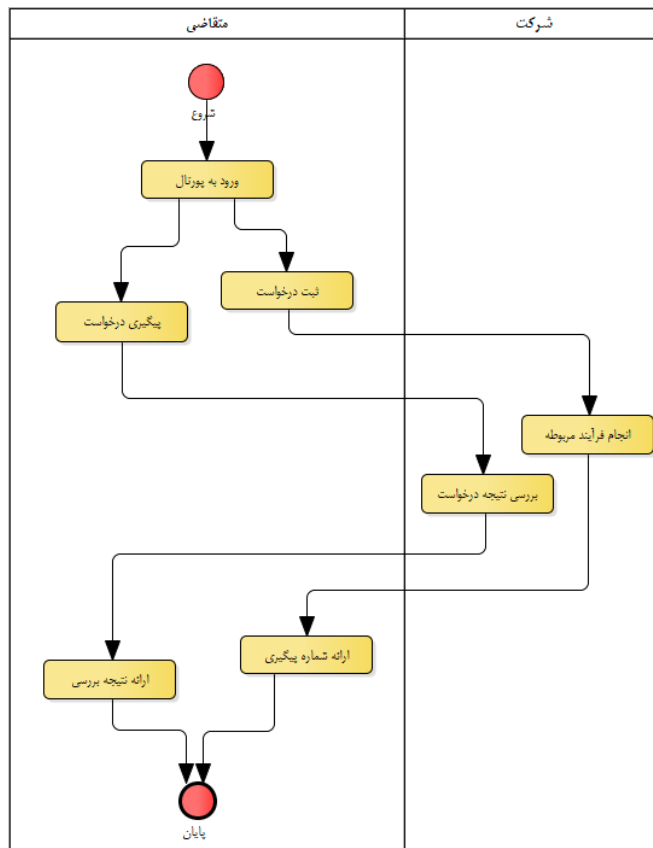 شرکت
متقاضی
شروع
ورود به پورتال
ثبت درخواست
پیگیری درخواست
انجام فرآیند مربوطه
بررسی نتیجه درخواست
ارائه شماره پیگیری
ارائه نتیجه بررسی
پایان